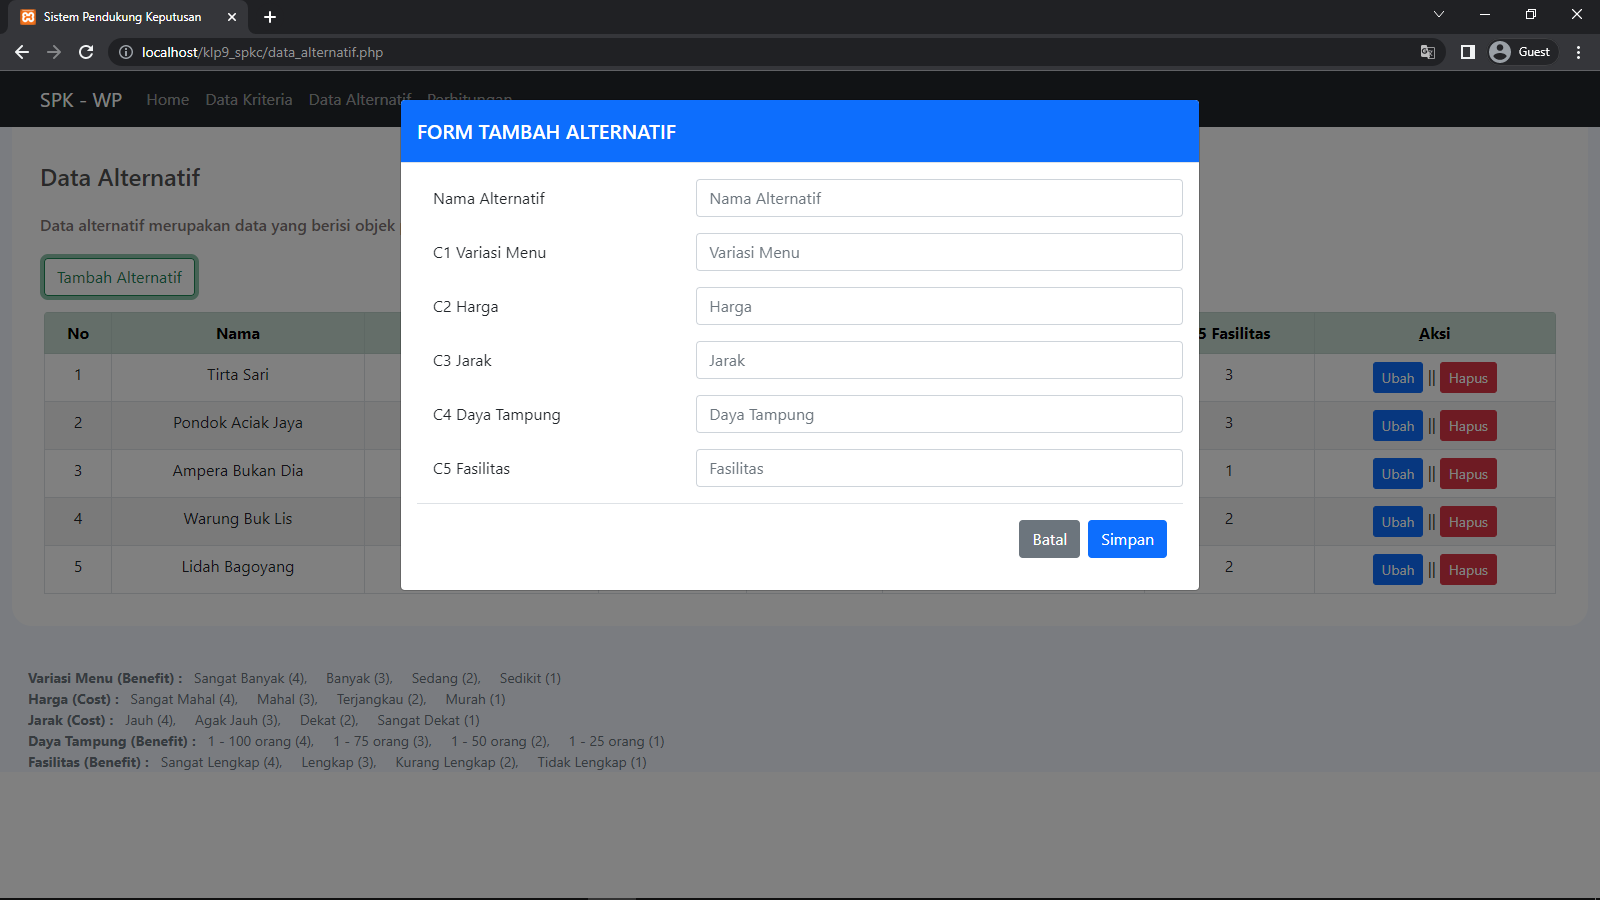 Sistem Pendukung Keputusan
localhost/klp9_spkc/data_alternatif.php
Guest
SPK - WP Home Data Kriteria Data Alternatif Perhitungan
FORM TAMBAH ALTERNATIF
Data Alternatif
Data alternatif merupakan data yang berisi objek
Tambah Alternatif
Nama Alternatif Nama Alternatif
C1 Variasi Menu Variasi Menu
C2 Harga Harga
C3 Jarak Jarak
C4 Daya Tampung Daya Tampung
C5 Fasilitas Fasilitas
Batal Simpan
No Nama 5 Fasilitas Aksi
1 Tirta Sari 3 Ubah || Hapus
2 Pondok Aciak Jaya 3 Ubah || Hapus
3 Ampera Bukan Dia 1 Ubah || Hapus
4 Warung Buk Lis 2 Ubah || Hapus
5 Lidah Bagoyang 2 Ubah || Hapus
Variasi Menu (Benefit) : Sangat Banyak (4), Banyak (3), Sedang (2), Sedikit (1)
Harga (Cost) : Sangat Mahal (4), Mahal (3), Terjangkau (2), Murah (1)
Jarak (Cost) : Jauh (4), Agak Jauh (3), Dekat (2), Sangat Dekat (1)
Daya Tampung (Benefit) : 1 - 100 orang (4), 1 - 75 orang (3), 1 - 50 orang (2), 1 - 25 orang (1)
Fasilitas (Benefit) : Sangat Lengkap (4), Lengkap (3), Kurang Lengkap (2), Tidak Lengkap (1)